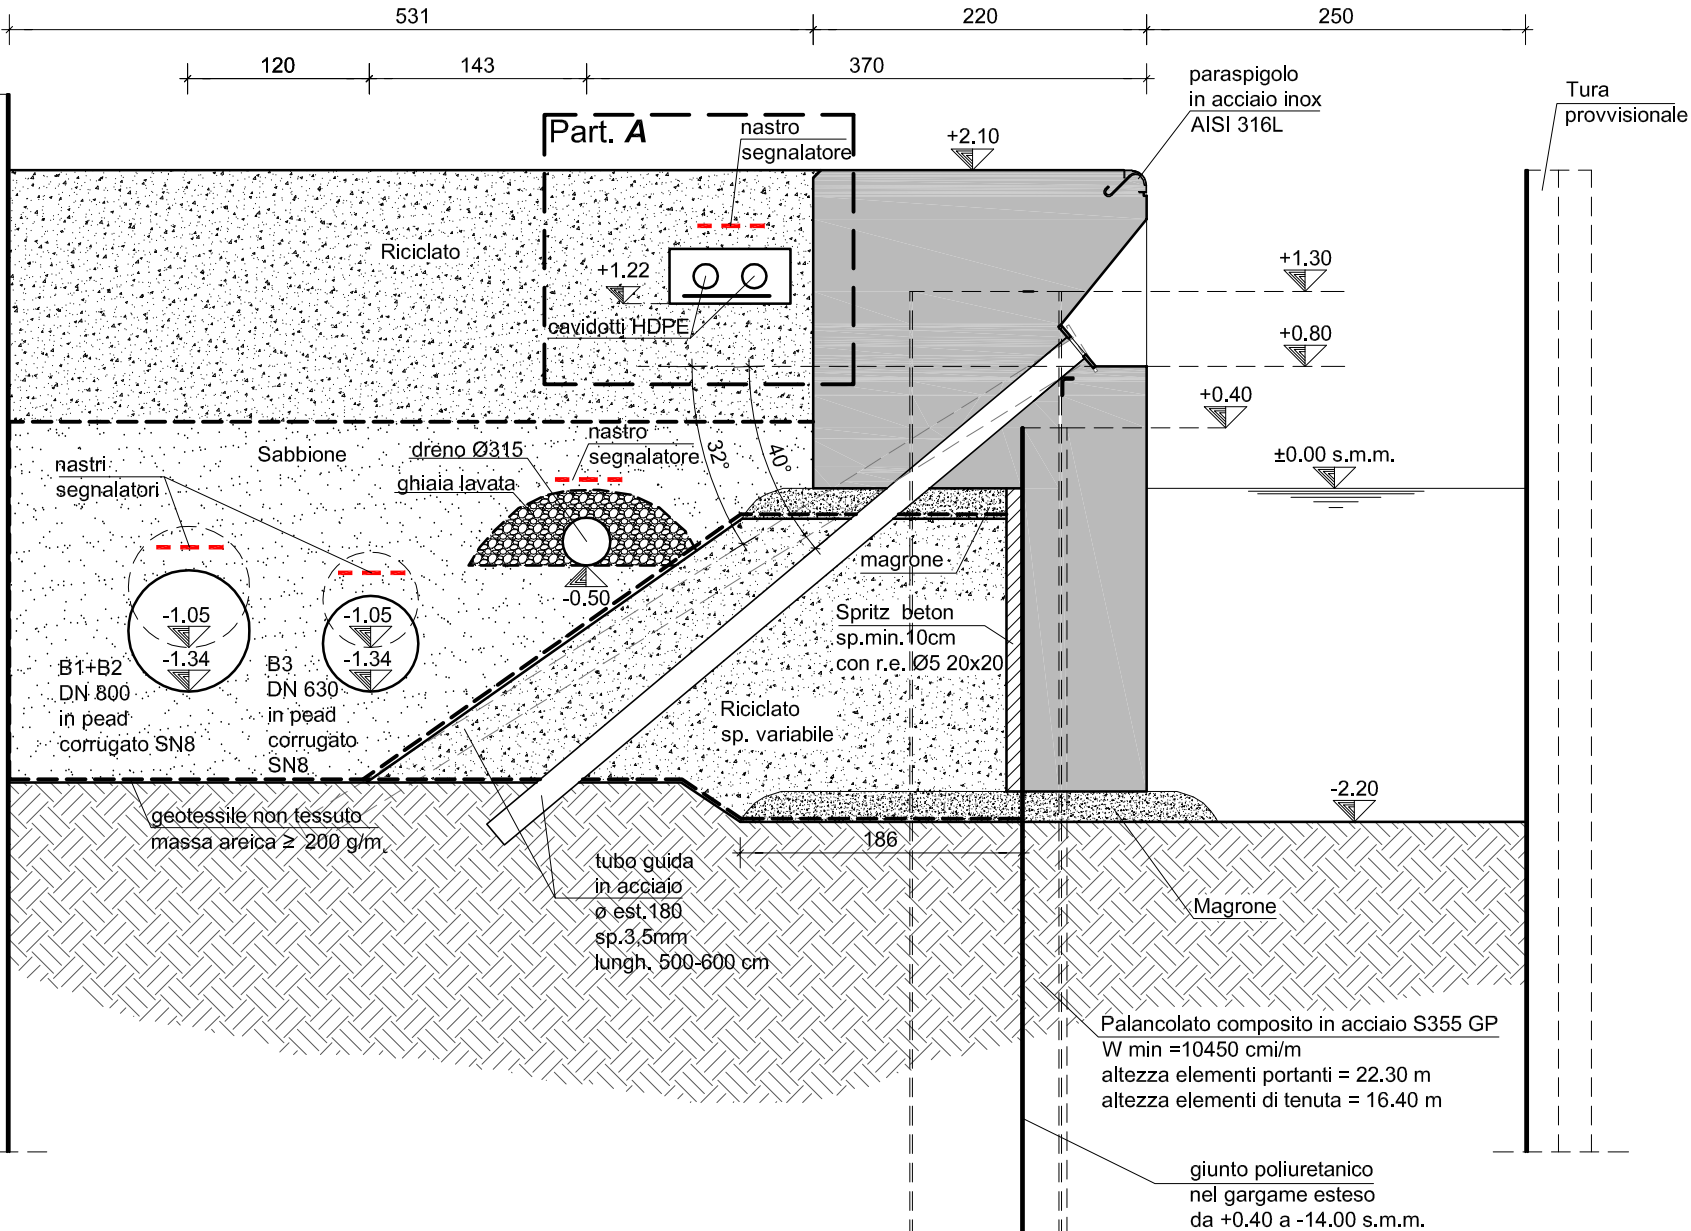 531
220
250
120
143
370
paraspigolo
in acciaio inox
AISI 316L
Tura
provvisionale
Part. A
nastro
segnalatore
+2.10
Riciclato
+1.22
cavidotti HDPE
+1.30
+0.80
+0.40
±0.00 s.m.m.
Sabbione
nastri
segnalatori
dreno Ø315
ghiaia lavata
nastro
segnalatore
32°
40°
magrone
-0.50
-1.05
-1.34
-1.05
-1.34
B1+B2
DN 800
in pead
corrugato SN8
B3
DN 630
in pead
corrugato
SN8
Spritz beton
sp.min.10cm
con r.e. Ø5 20x20
Riciclato
sp. variabile
-2.20
geotessile non tessuto
massa areica ≥ 200 g/m
186
tubo guida
in acciaio
ø est.180
sp.3,5mm
lungh. 500-600 cm
Magrone
Palancolato composito in acciaio S355 GP
W min =10450 cmi/m
altezza elementi portanti = 22.30 m
altezza elementi di tenuta = 16.40 m
giunto poliuretanico
nel gargame esteso
da +0.40 a -14.00 s.m.m.